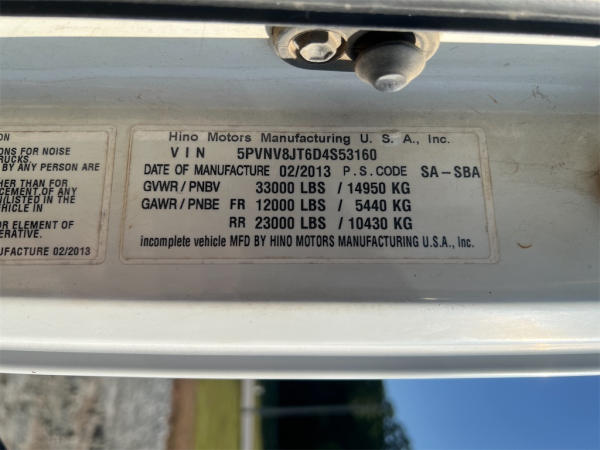 ON
ONS FOR NOISE
RUCKS.
BY ANY PERSON ARE
HER THAN FOR
CEMENT OF ANY
HICLE IN
OR ELEMENT OF
ERATIVE.
UFACTURE 02/2013
Hino Motors Manufacturing U. S. A., Inc.
VIN 5PVNV8JT6D4S53160
DATE OF MANUFACTURE 02/2013 P.S.CODE SA-SBA
GVWR/PNBV 33000 LBS / 14950 KG
GAWR/PNBE FR 12000 LBS / 5440 KG
RR 23000 LBS / 10430 KG
incomplete vehicle MFD BY HINO MOTORS MANUFACTURING U.S.A., Inc.